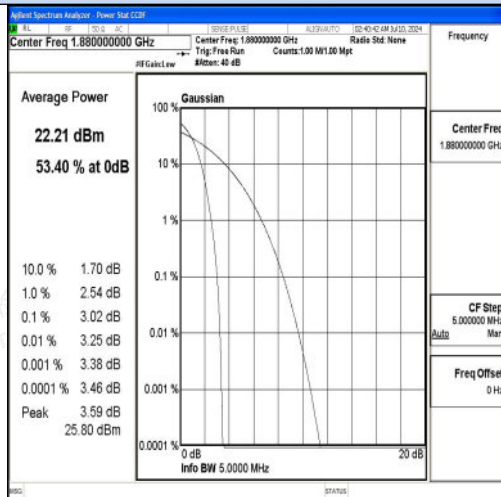 Agilent Spectrum Analyzer - Power Stat CCDF
RL RF 50 Ω AC SENSE:PULSE ALIGNAUTO 02:40:42 AM Jul 10, 2024
Center Freq 1.880000000 GHz
Center Freq: 1.880000000 GHz Radio Std: None
Trig: Free Run Counts:1.00 M/1.00 Mpt
#IFGain:Low #Atten: 40 dB
Frequency
Average Power
22.21 dBm
53.40 % at 0dB
10.0 % 1.70 dB
1.0 % 2.54 dB
0.1 % 3.02 dB
0.01 % 3.25 dB
0.001 % 3.38 dB
0.0001 % 3.46 dB
Peak 3.59 dB
25.80 dBm
Gaussian
100 %
10 %
1 %
0.1 %
0.01 %
0.001 %
0.0001 %
0 dB 20 dB
Info BW 5.0000 MHz
Center Freq
1.880000000 GHz
CF Step
5.000000 MHz
Auto Man
Freq Offset
0 Hz
MSG STATUS